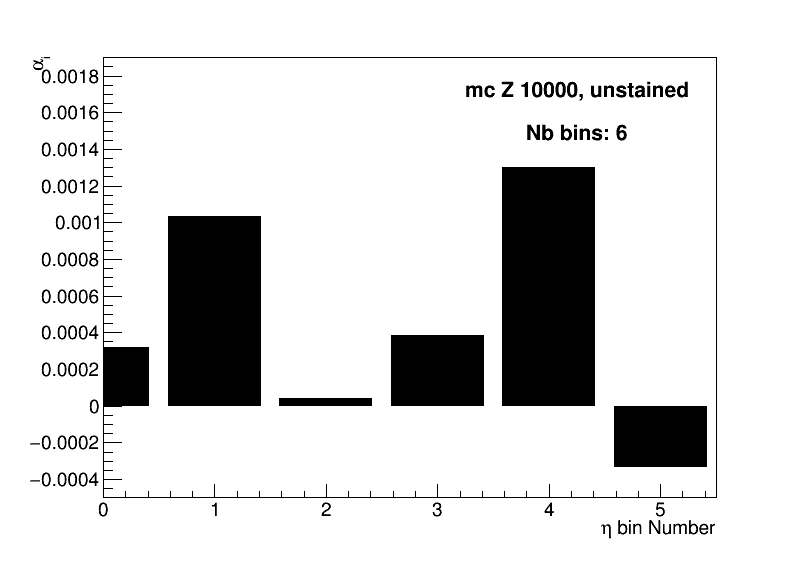 αi
mc Z 10000, unstained
Nb bins: 6
0.0018
0.0016
0.0014
0.0012
0.001
0.0008
0.0006
0.0004
0.0002
0
−0.0002
−0.0004
0 1 2 3 4 5
η bin Number